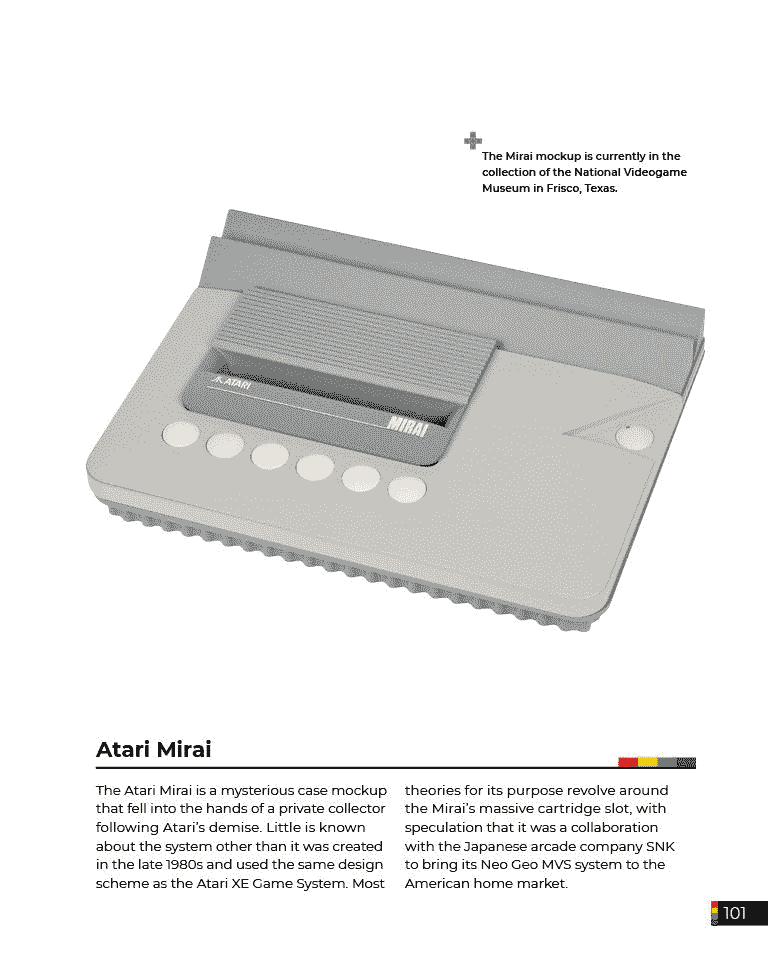 The Mirai mockup is currently in the
collection of the National Videogame
Museum in Frisco, Texas.
ATARI
MIRAI
Atari Mirai
The Atari Mirai is a mysterious case mockup
that fell into the hands of a private collector
following Atari's demise. Little is known
about the system other than it was created
in the late 1980s and used the same design
scheme as the Atari XE Game System. Most
theories for its purpose revolve around
the Mirai's massive cartridge slot, with
speculation that it was a collaboration
with the Japanese arcade company SNK
to bring its Neo Geo MVS system to the
American home market.
101